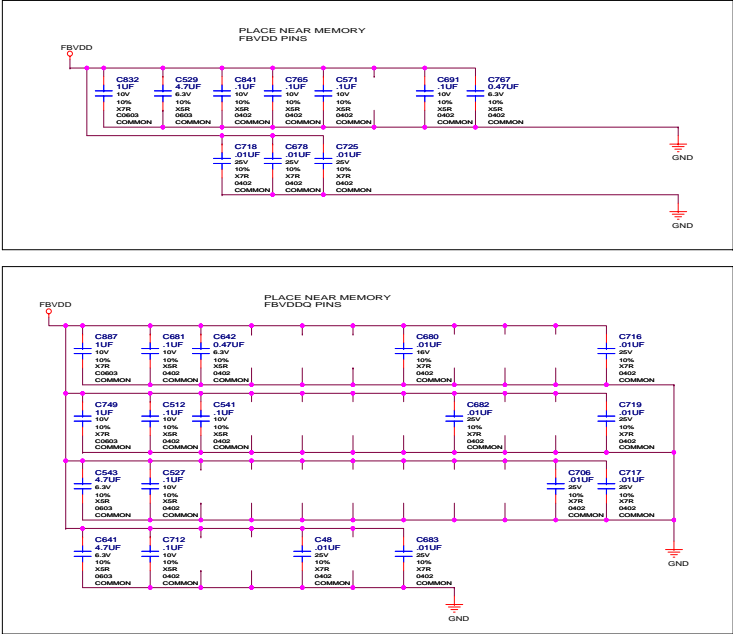 PLACE NEAR MEMORY
FBVDD PINS
FBVDD
C832
1UF
10V
10%
X7R
C0603
COMMON
C529
4.7UF
6.3V
10%
X5R
0603
COMMON
C841
.1UF
10V
10%
X5R
0402
COMMON
C765
.1UF
10V
10%
X5R
0402
COMMON
C571
.1UF
10V
10%
X5R
0402
COMMON
C691
.1UF
10V
10%
X5R
0402
COMMON
C767
0.47UF
6.3V
10%
X5R
0402
COMMON
GND
C718
.01UF
25V
10%
X7R
0402
COMMON
C678
.01UF
25V
10%
X7R
0402
COMMON
C725
.01UF
25V
10%
X7R
0402
COMMON
GND
PLACE NEAR MEMORY
FBVDDQ PINS
FBVDD
C887
1UF
10V
10%
X7R
C0603
COMMON
C681
.1UF
10V
10%
X5R
0402
COMMON
C642
0.47UF
6.3V
10%
X5R
0402
COMMON
C680
.01UF
16V
10%
X7R
0402
COMMON
C716
.01UF
25V
10%
X7R
0402
COMMON
C749
1UF
10V
10%
X7R
C0603
COMMON
C512
.1UF
10V
10%
X5R
0402
COMMON
C541
.1UF
10V
10%
X5R
0402
COMMON
C682
.01UF
25V
10%
X7R
0402
COMMON
C719
.01UF
25V
10%
X7R
0402
COMMON
C543
4.7UF
6.3V
10%
X5R
0603
COMMON
C527
.1UF
10V
10%
X5R
0402
COMMON
C706
.01UF
25V
10%
X7R
0402
COMMON
C717
.01UF
25V
10%
X7R
0402
COMMON
GND
C641
4.7UF
6.3V
10%
X5R
0603
COMMON
C712
.1UF
10V
10%
X5R
0402
COMMON
C48
.01UF
25V
10%
X7R
0402
COMMON
C683
.01UF
25V
10%
X7R
0402
COMMON
GND